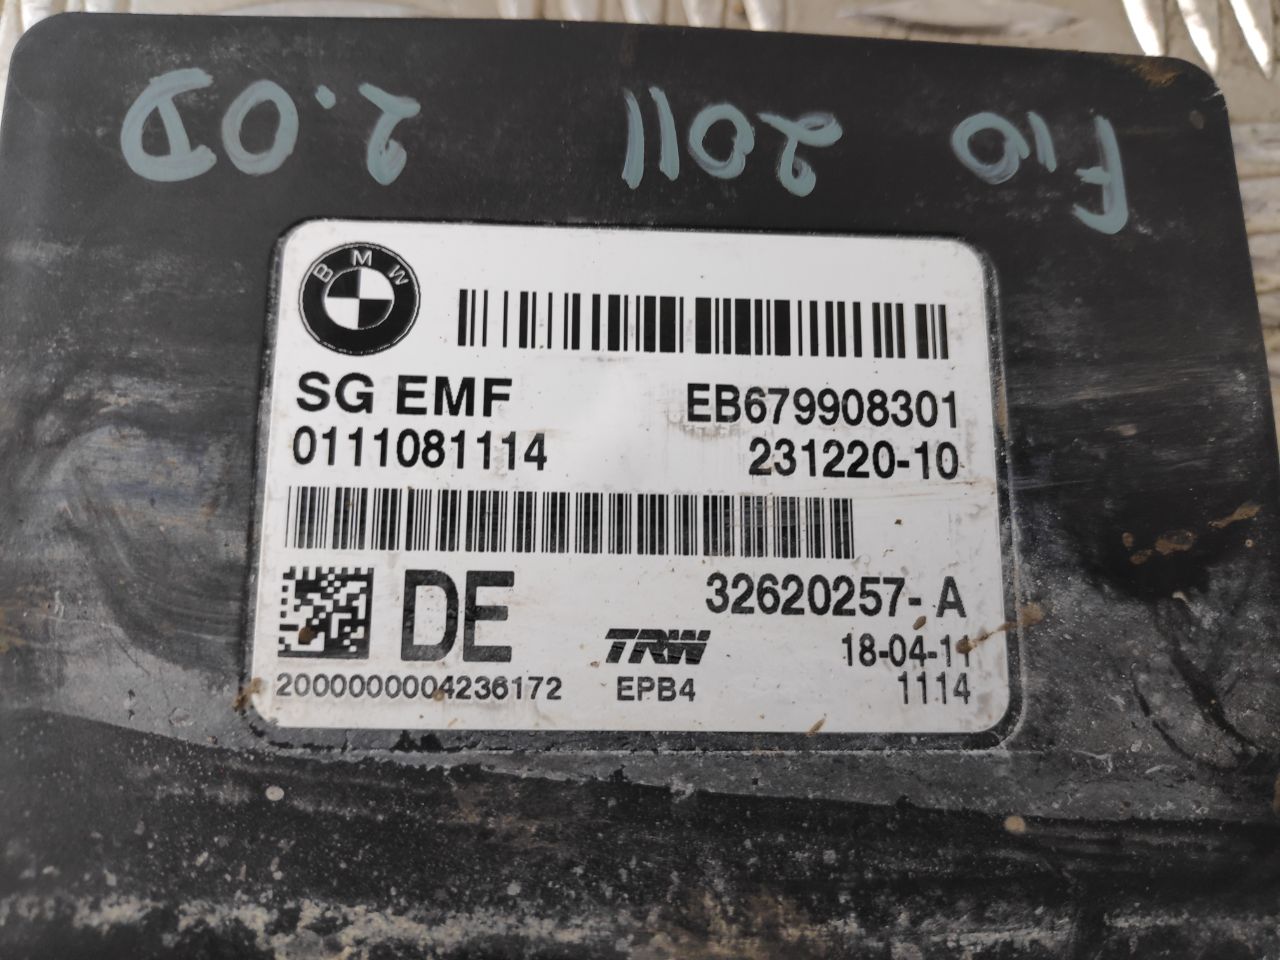 F10 2011 2.0D
BMW
SG EMF EB679908301
0111081114 231220-10
DE 32620257-A
TRW 18-04-11
2000000004236172 EPB4 1114